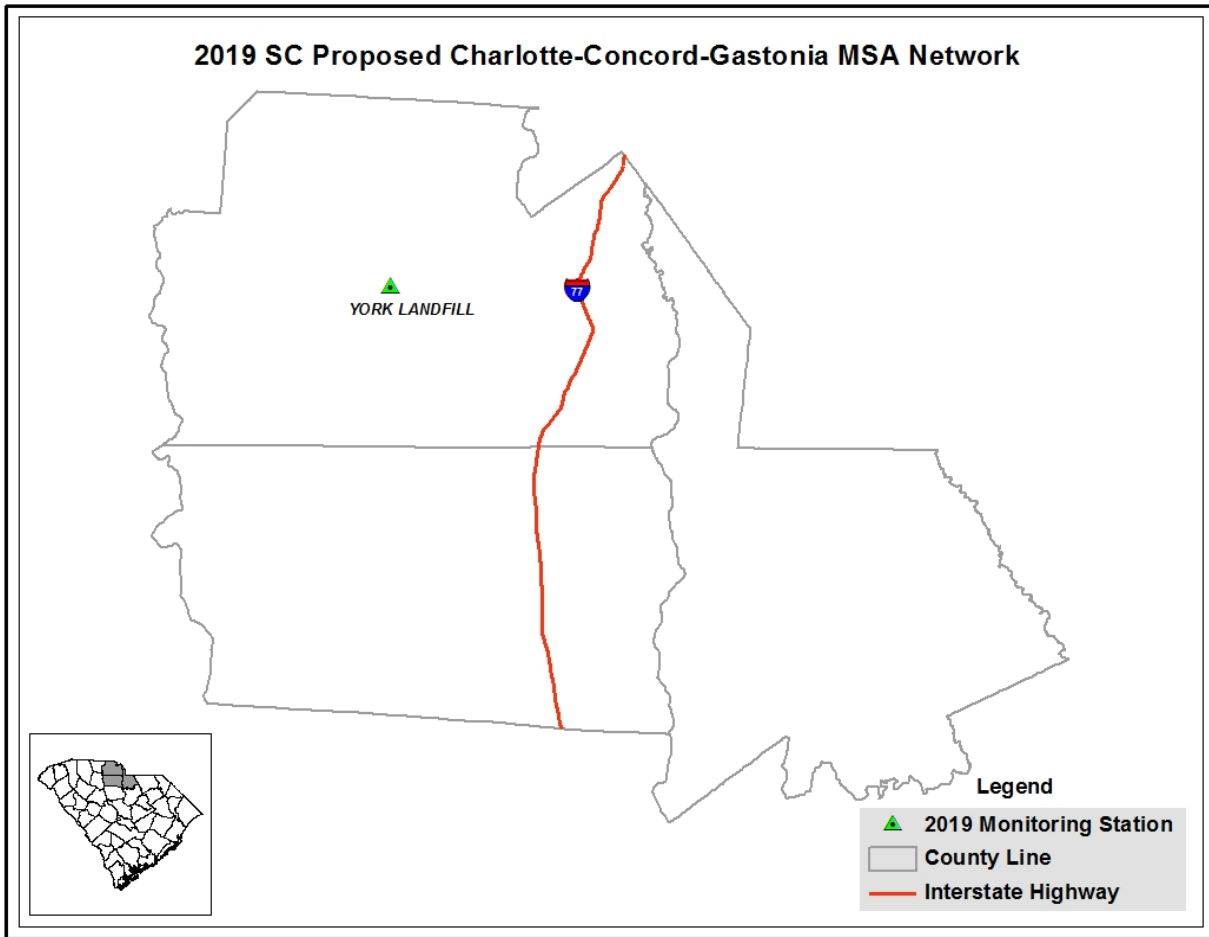 2019 SC Proposed Charlotte-Concord-Gastonia MSA Network
77
YORK LANDFILL
Legend
2019 Monitoring Station
County Line
Interstate Highway